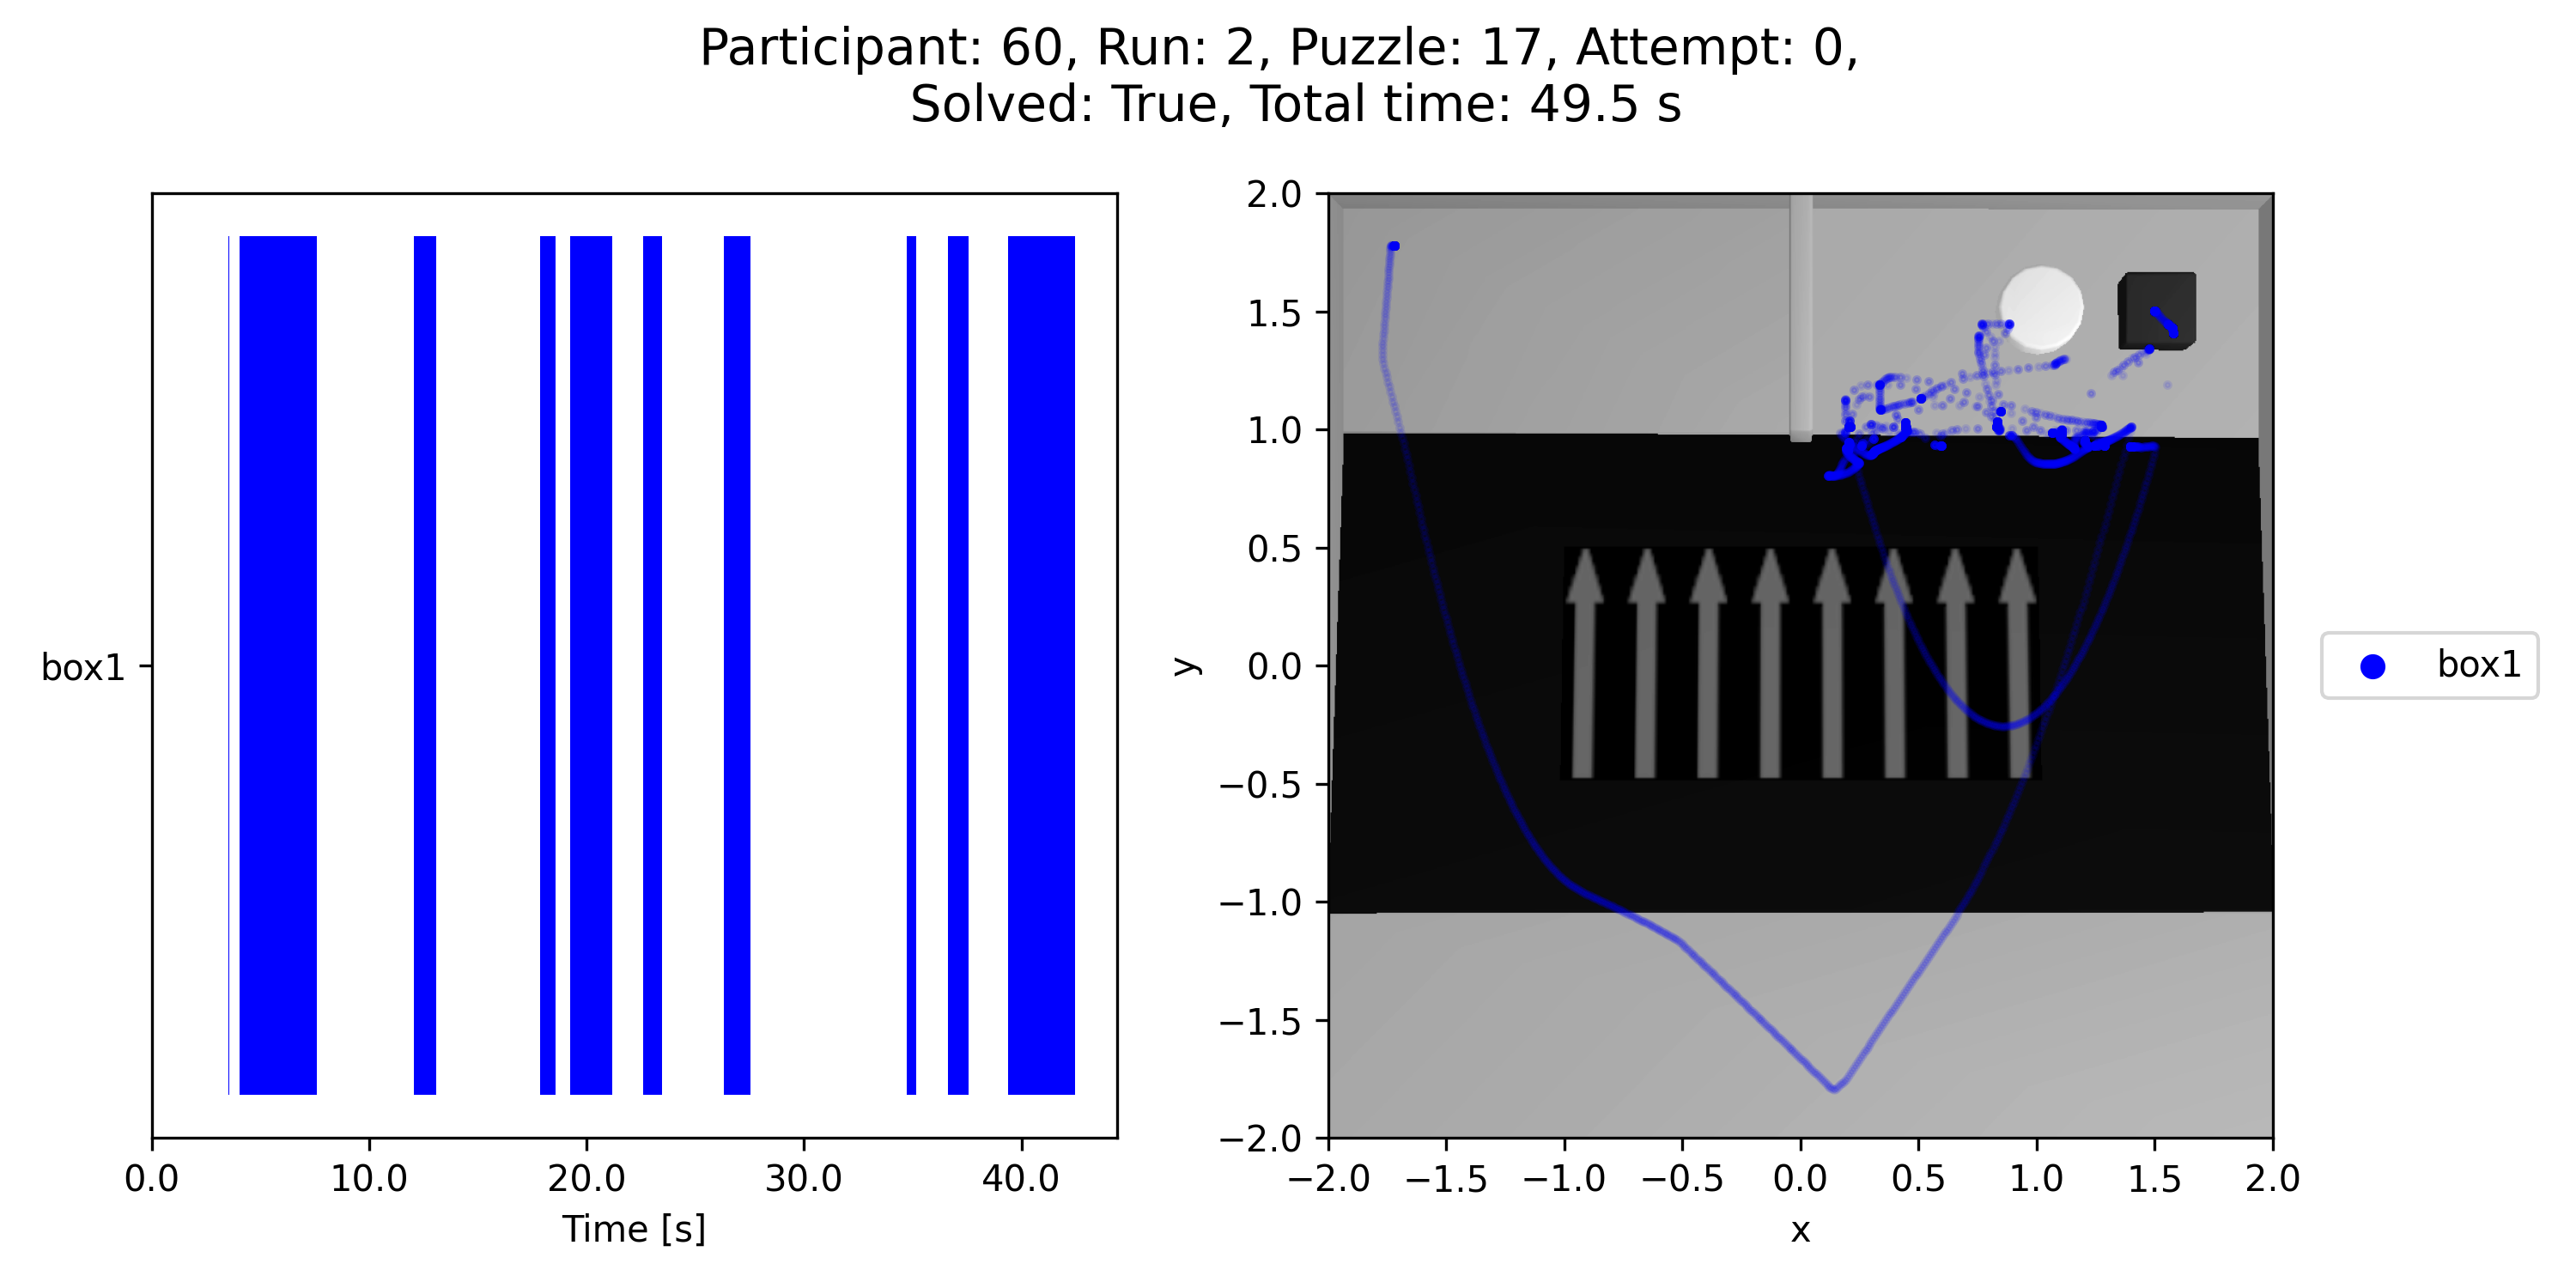 Participant: 60, Run: 2, Puzzle: 17, Attempt: 0,
Solved: True, Total time: 49.5 s
box1
0.0 10.0 20.0 30.0 40.0
Time [s]
2.0
1.5
1.0
0.5
0.0
−0.5
−1.0
−1.5
−2.0
y
−2.0 −1.5 −1.0 −0.5 0.0 0.5 1.0 1.5 2.0
x
box1